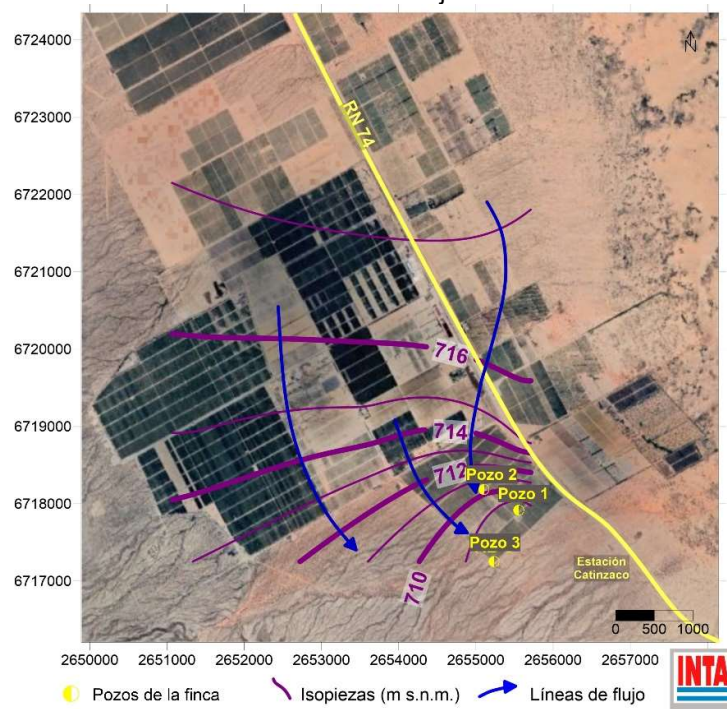 6724000
6723000
6722000
6721000
6720000
6719000
6718000
6717000
N
RN 74
716
714
712
710
Pozo 2
Pozo 1
Pozo 3
Estación
Catinzaco
0 500 1000
2650000 2651000 2652000 2653000 2654000 2655000 2656000 2657000
Pozos de la finca Isopiezas (m s.n.m.) Líneas de flujo
INTA